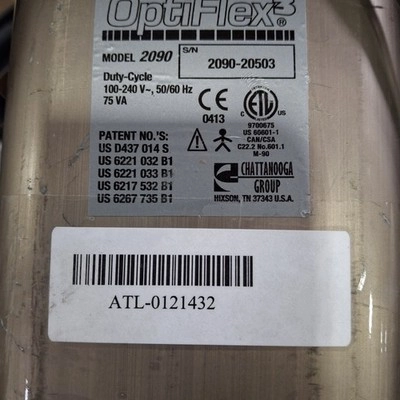 OptiFlex3®
MODEL 2090
S/N
2090-20503
Duty-Cycle
100-240 V~, 50/60 Hz
75 VA
CE
0413
ETL
9700675
US 60601-1
CAN/CSA
C22.2 No.601.1
M-90
PATENT NO.'S:
US D437 014 S
US 6221 032 B1
US 6221 033 B1
US 6217 532 B1
US 6267 735 B1
CHATTANOOGA
GROUP
HIXSON, TN 37343 U.S.A.
ATL-0121432